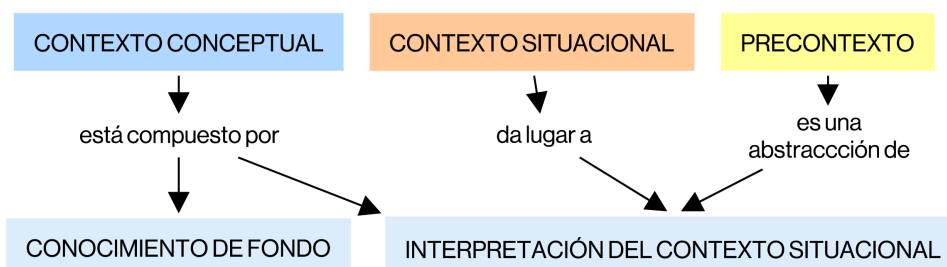 CONTEXTO CONCEPTUAL
CONTEXTO SITUACIONAL
PRECONTEXTO
está compuesto por
da lugar a
es una
abstraccción de
CONOCIMIENTO DE FONDO
INTERPRETACIÓN DEL CONTEXTO SITUACIONAL